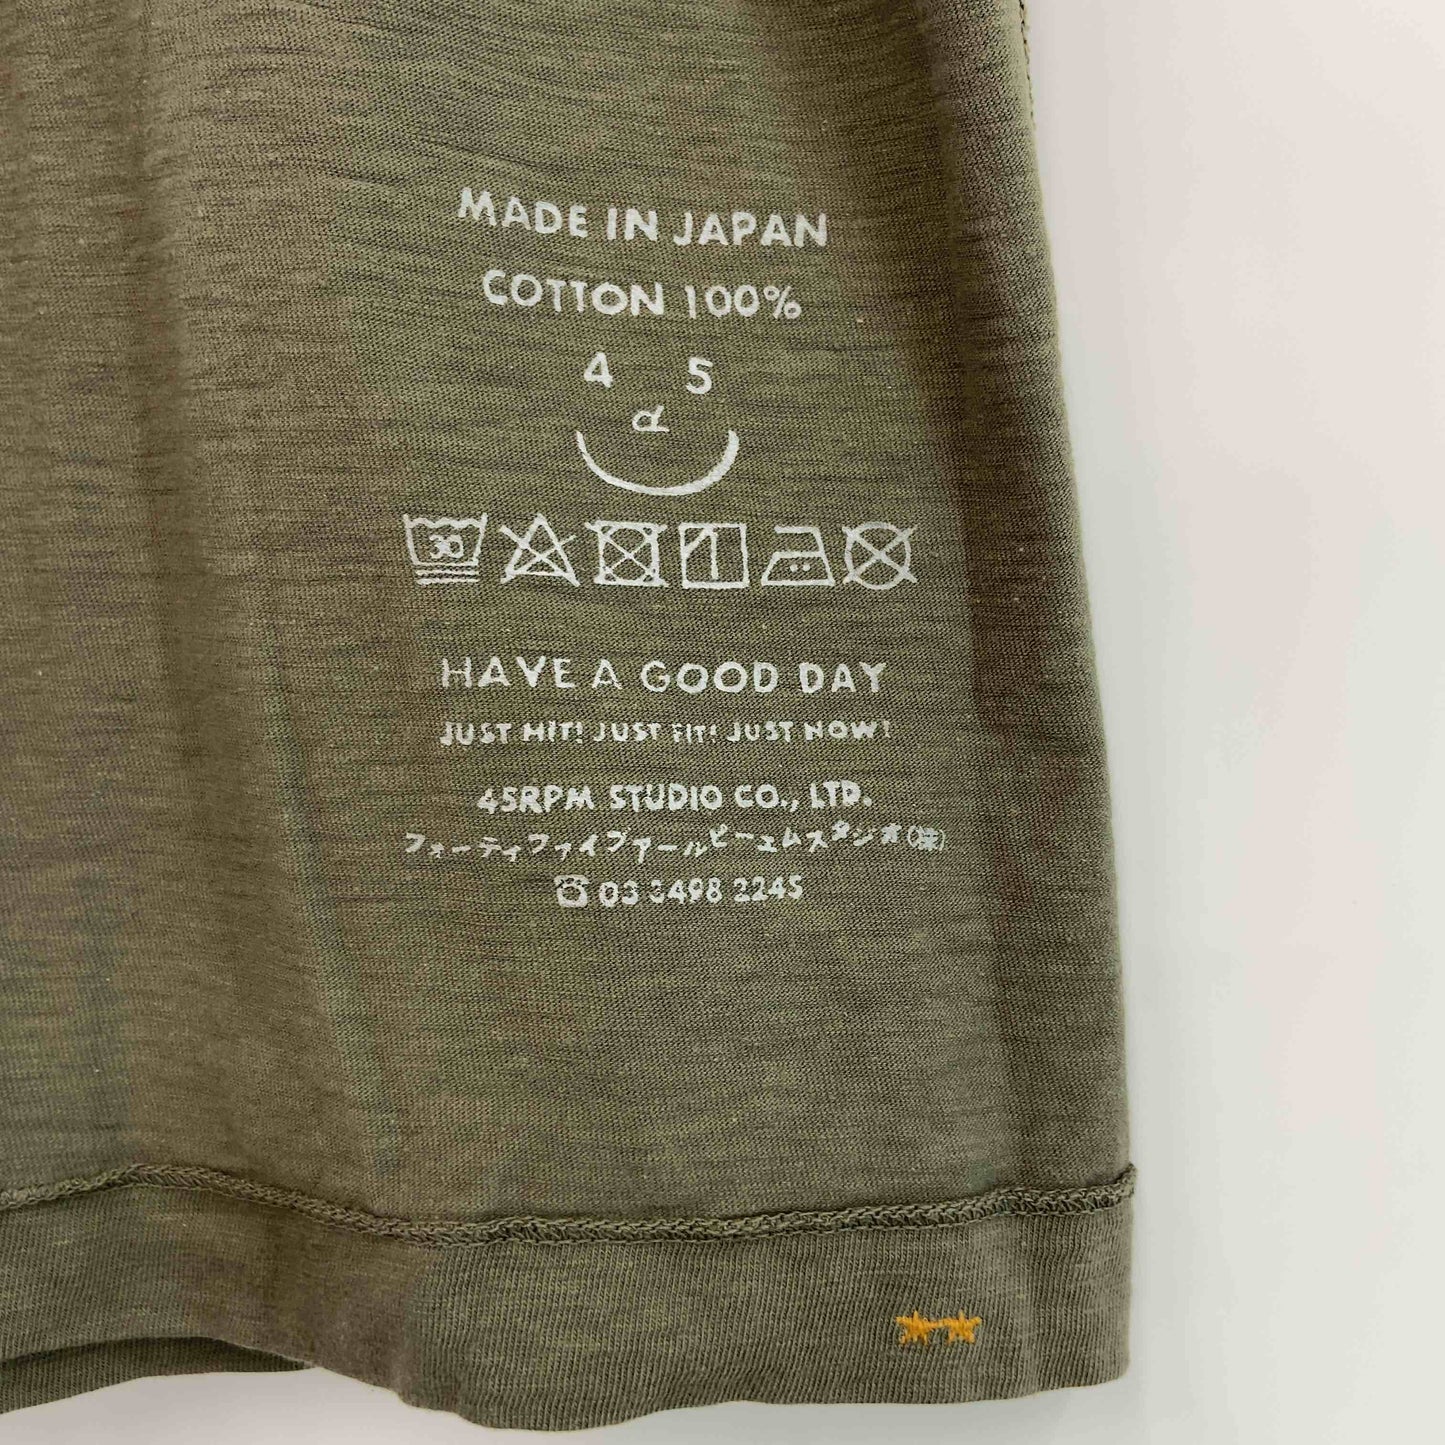 MADE IN JAPAN
COTTON 100%
4 5
d
30
HAVE A GOOD DAY
JUST HIT! JUST FIT! JUST NOW!
45RPM STUDIO CO., LTD.
フォーティファイブアールピーエムスタジオ(株)
☎ 03 3498 2245